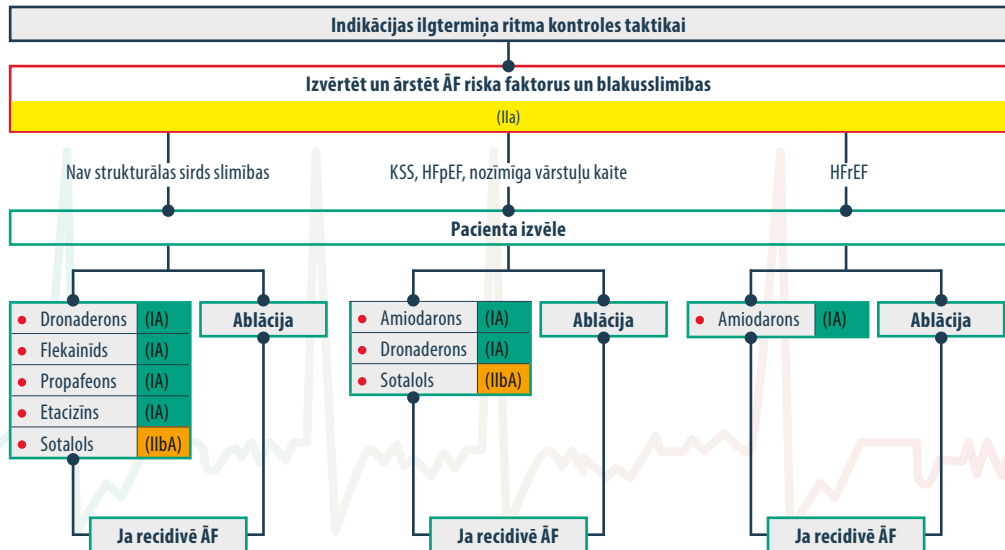 Indikācijas ilgtermiņa ritma kontroles taktikai
Izvērtēt un ārstēt ĀF riska faktorus un blakusslimības
(IIa)
Nav strukturālas sirds slimības
KSS, HFpEF, nozīmīga vārstuļu kaite
HFrEF
Pacienta izvēle
Dronaderons (IA)
Flekainīds (IA)
Propafeons (IA)
Etacizīns (IA)
Sotalols (IIbA)
Ablācija
Amiodarons (IA)
Dronaderons (IA)
Sotalols (IIbA)
Ablācija
Amiodarons (IA)
Ablācija
Ja recidivē ĀF
Ja recidivē ĀF
Ja recidivē ĀF